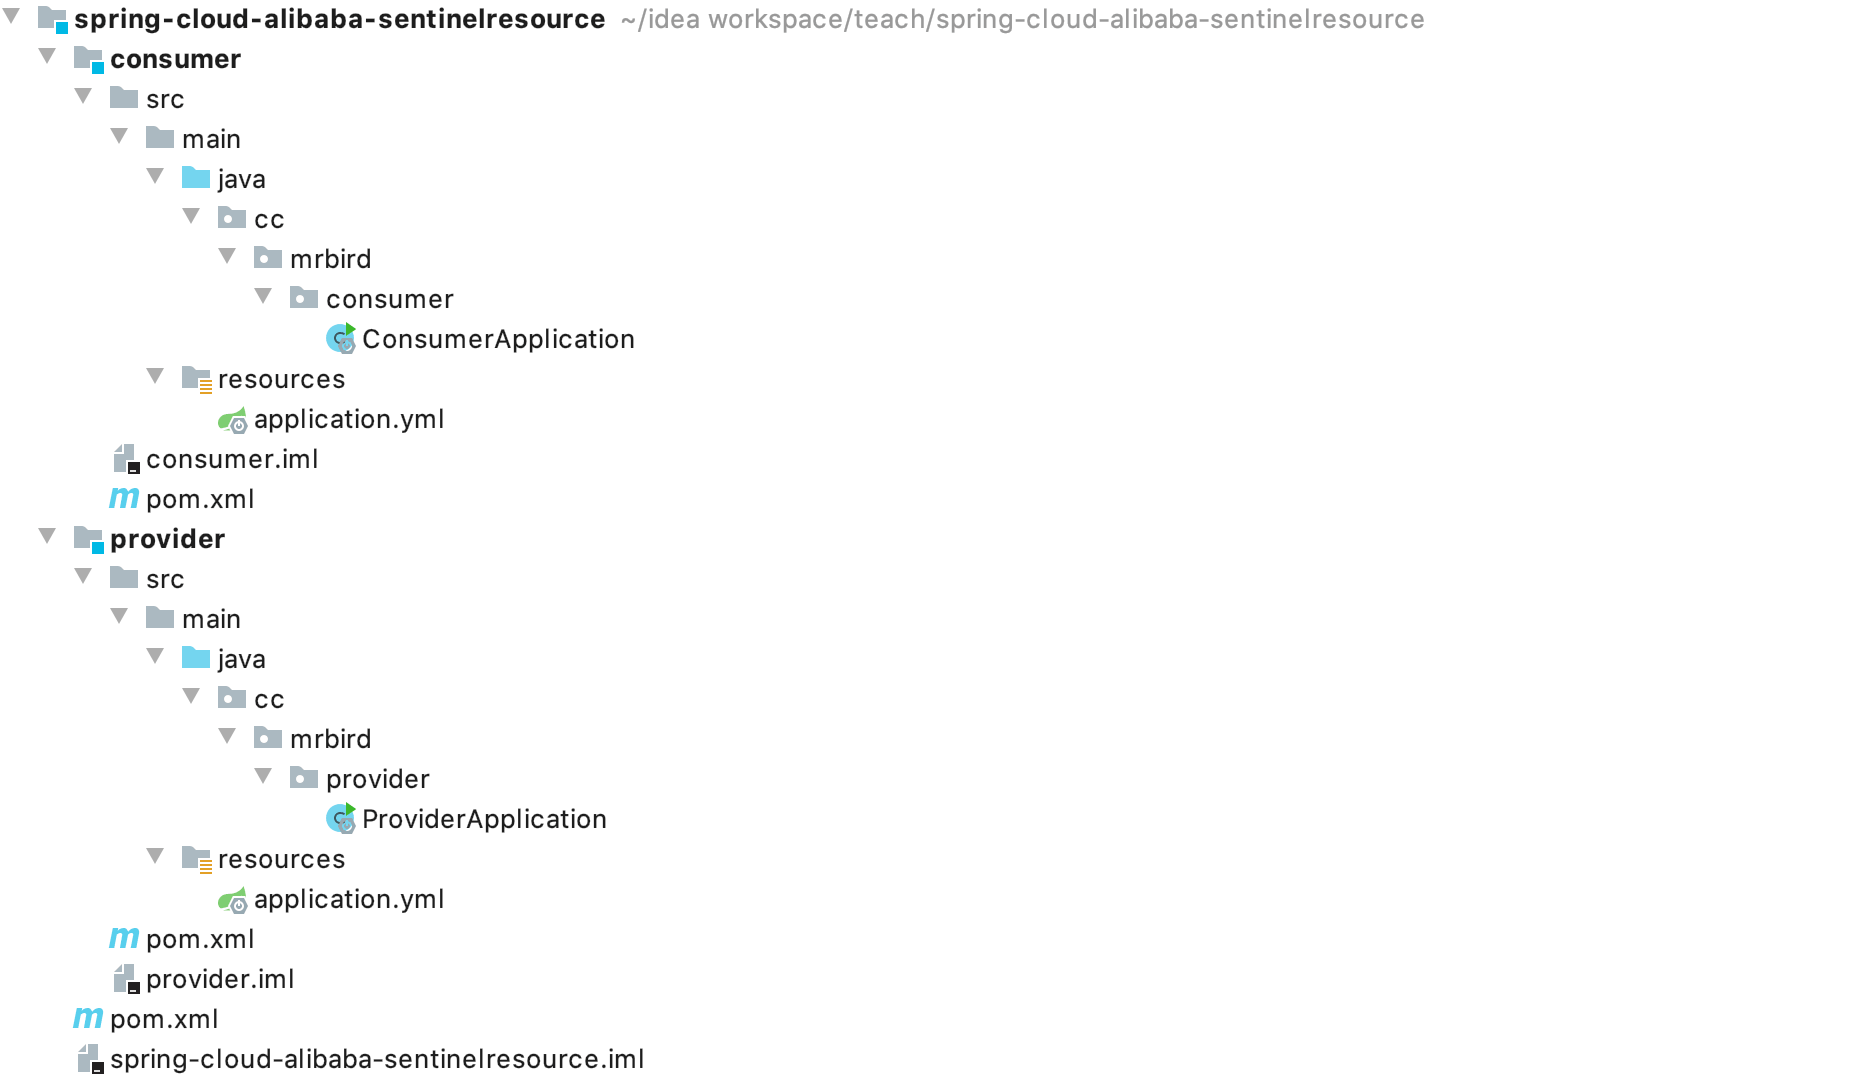 spring-cloud-alibaba-sentinelresource ~/idea workspace/teach/spring-cloud-alibaba-sentinelresource
consumer
src
main
java
cc
mrbird
consumer
ConsumerApplication
resources
application.yml
consumer.iml
pom.xml
provider
src
main
java
cc
mrbird
provider
ProviderApplication
resources
application.yml
pom.xml
provider.iml
pom.xml
spring-cloud-alibaba-sentinelresource.iml